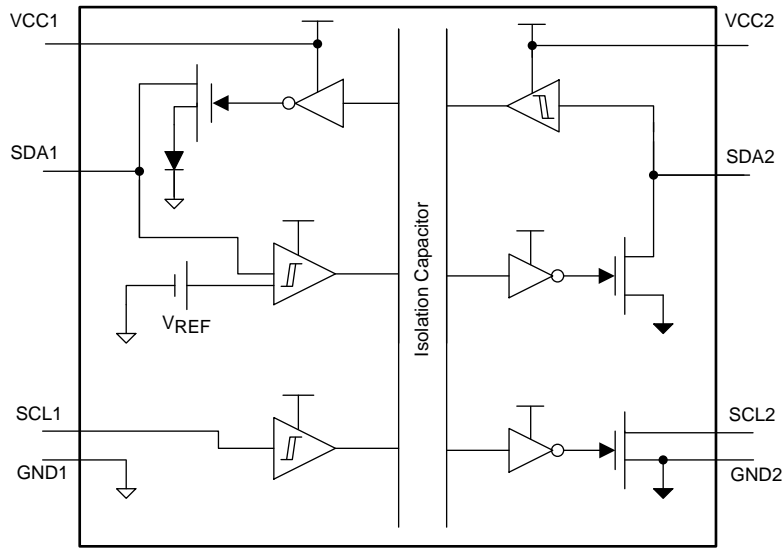 VCC1
VCC2
SDA1
SDA2
Isolation Capacitor
VREF
SCL1
SCL2
GND1
GND2